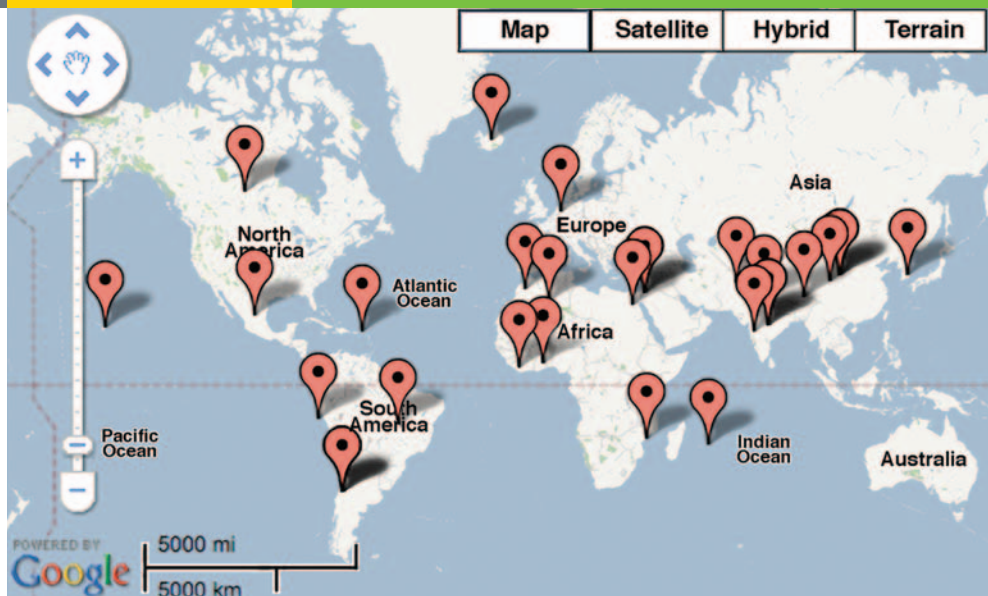 Map
Satellite
Hybrid
Terrain
Asia
Europe
North
America
Atlantic
Ocean
Africa
South
America
Pacific
Ocean
Indian
Ocean
Australia
POWERED BY
Google
5000 mi
5000 km